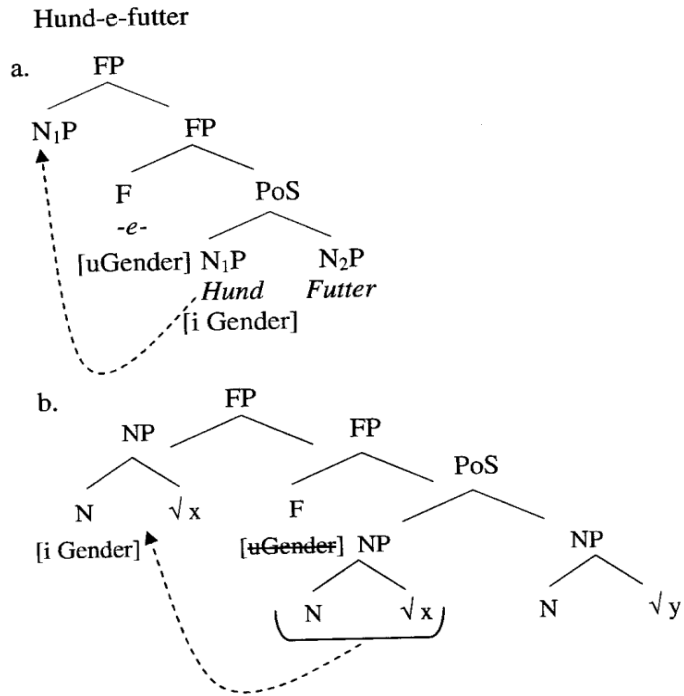 Hund-e-futter
a.
FP
N₁P FP
F PoS
-e-
[uGender] N₁P N₂P
Hund Futter
[i Gender]
b.
FP
NP FP
PoS
N √x F
[i Gender] [uGender] NP NP
N √x N √y